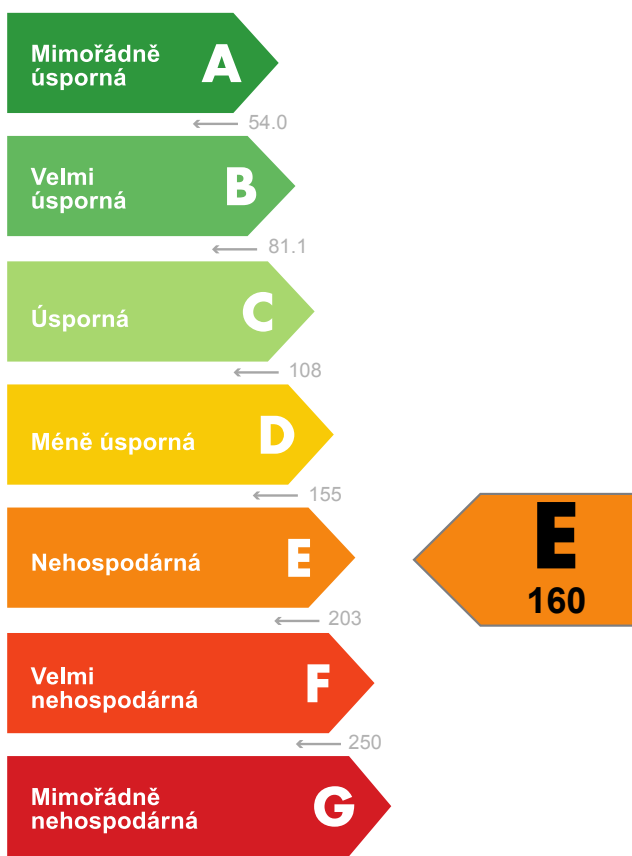 Mimořádně
úsporná
A
54.0
Velmi
úsporná
B
81.1
Úsporná
C
108
Méně úsporná
D
155
Nehospodárná
E
203
E
160
Velmi
nehospodárná
F
250
Mimořádně
nehospodárná
G